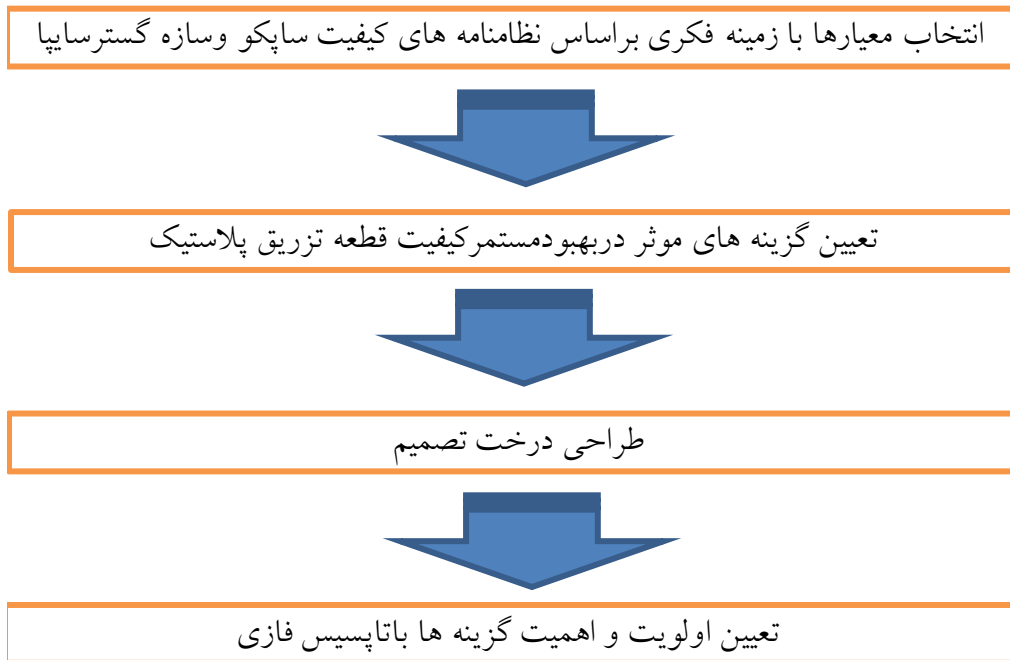 انتخاب معیارها با زمینه فکری براساس نظامنامه های کیفیت ساپکو وسازه گسترسایپا
تعیین گزینه های موثر دربهبودمستمرکیفیت قطعه تزریق پلاستیک
طراحی درخت تصمیم
تعیین اولویت و اهمیت گزینه ها باتاپسیس فازی